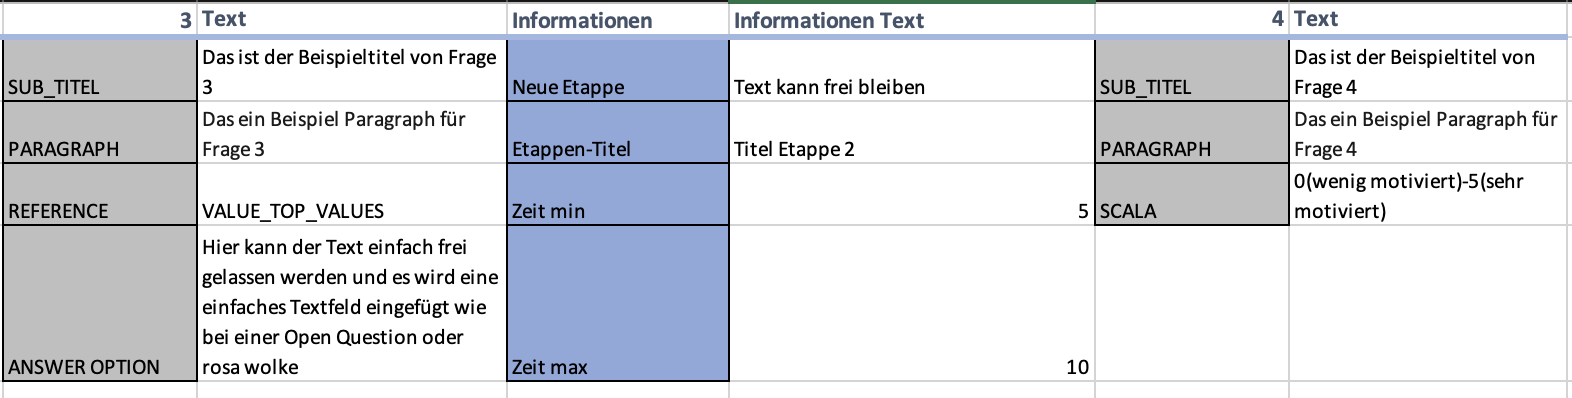 3 Text Informationen Informationen Text 4 Text
SUB_TITEL
Das ist der Beispieltitel von Frage
3
Neue Etappe
Text kann frei bleiben
SUB_TITEL
Das ist der Beispieltitel von
Frage 4
PARAGRAPH
Das ein Beispiel Paragraph für
Frage 3
Etappen-Titel
Titel Etappe 2
PARAGRAPH
Das ein Beispiel Paragraph für
Frage 4
REFERENCE
VALUE_TOP_VALUES
Zeit min
5
SCALA
0(wenig motiviert)-5(sehr
motiviert)
ANSWER OPTION
Hier kann der Text einfach frei
gelassen werden und es wird eine
einfaches Textfeld eingefügt wie
bei einer Open Question oder
rosa wolke
Zeit max
10